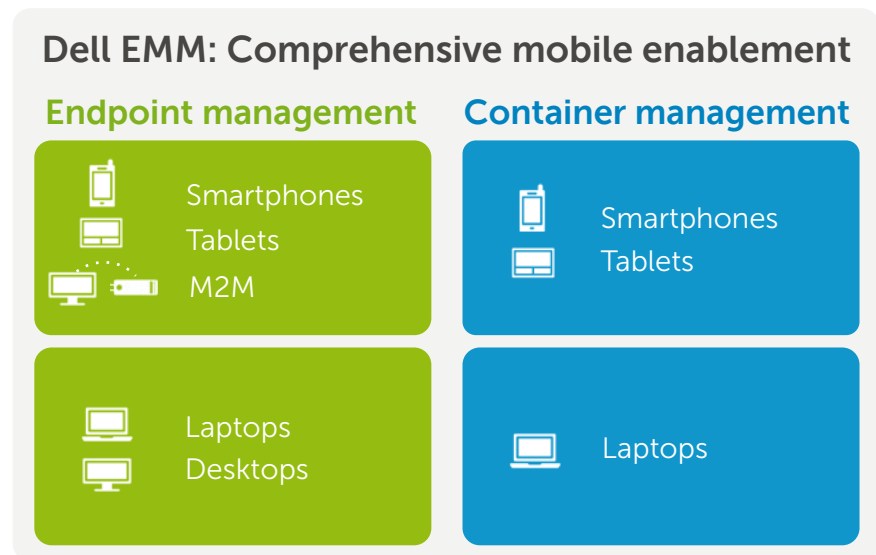 Dell EMM: Comprehensive mobile enablement
Endpoint management
Smartphones
Tablets
M2M
Laptops
Desktops
Container management
Smartphones
Tablets
Laptops